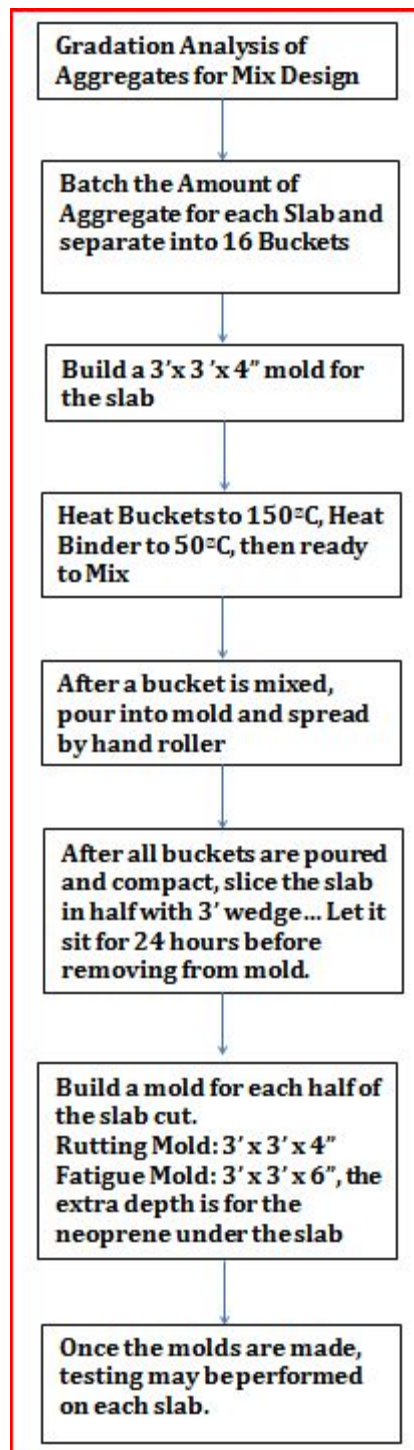 Gradation Analysis of
Aggregates for Mix Design
Batch the Amount of
Aggregate for each Slab and
separate into 16 Buckets
Build a 3’x 3 ’x 4” mold for
the slab
Heat Buckets to 150ºC, Heat
Binder to 50ºC, then ready
to Mix
After a bucket is mixed,
pour into mold and spread
by hand roller
After all buckets are poured
and compact, slice the slab
in half with 3’ wedge... Let it
sit for 24 hours before
removing from mold.
Build a mold for each half of
the slab cut.
Rutting Mold: 3’ x 3’ x 4”
Fatigue Mold: 3’ x 3’ x 6”, the
extra depth is for the
neoprene under the slab
Once the molds are made,
testing may be performed
on each slab.